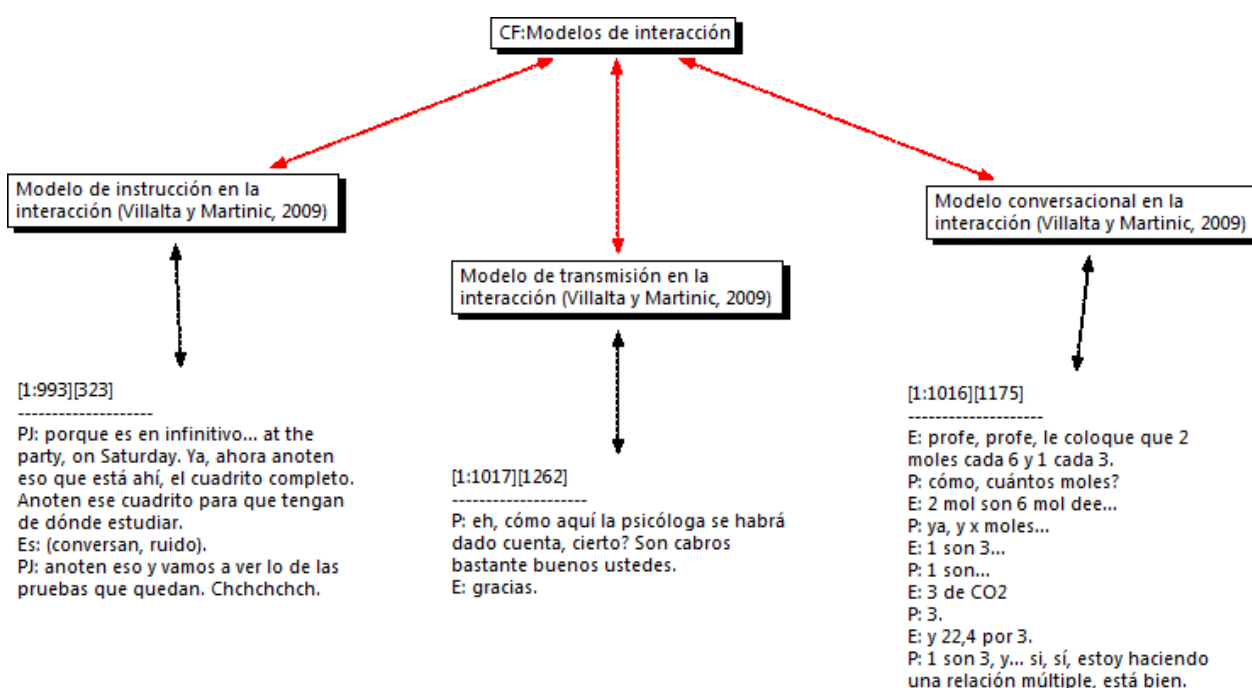 CF:Modelos de interacción
Modelo de instrucción en la
interacción (Villalta y Martinic, 2009)
Modelo de transmisión en la
interacción (Villalta y Martinic, 2009)
Modelo conversacional en la
interacción (Villalta y Martinic, 2009)
[1:993][323]
--------------------
PJ: porque es en infinitivo... at the
party, on Saturday. Ya, ahora anoten
eso que está ahí, el cuadrito completo.
Anoten ese cuadrito para que tengan
de dónde estudiar.
Es: (conversan, ruido).
PJ: anoten eso y vamos a ver lo de las
pruebas que quedan. Chchchchch.
[1:1017][1262]
--------------------
P: eh, cómo aquí la psicóloga se habrá
dado cuenta, cierto? Son cabros
bastante buenos ustedes.
E: gracias.
[1:1016][1175]
--------------------
E: profe, profe, le coloque que 2
moles cada 6 y 1 cada 3.
P: cómo, cuántos moles?
E: 2 mol son 6 mol dee...
P: ya, y x moles...
E: 1 son 3...
P: 1 son...
E: 3 de CO2
P: 3.
E: y 22,4 por 3.
P: 1 son 3, y... si, sí, estoy haciendo
una relación múltiple, está bien.